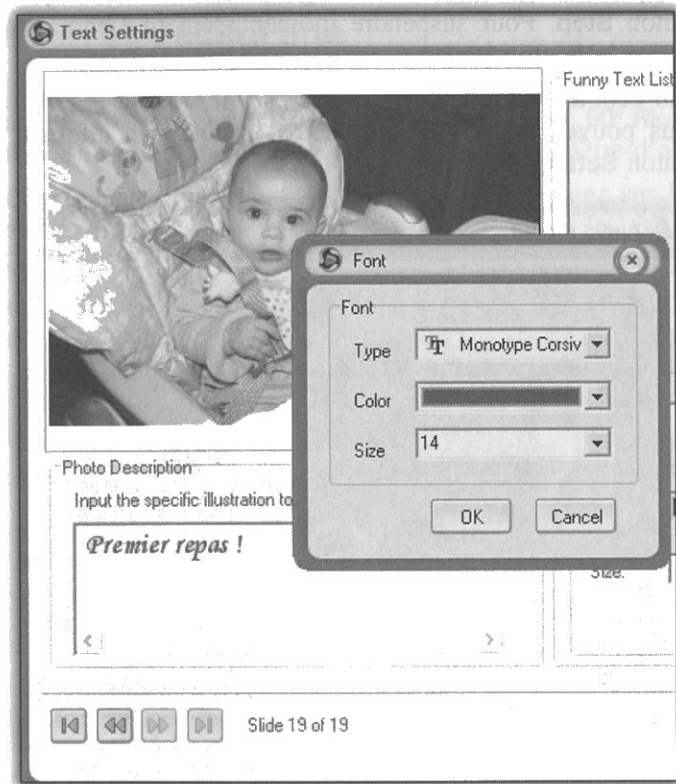 Text Settings
Funny Text List
Font
Font
Type Monotype Corsiv
Color
Size 14
OK Cancel
Photo Description
Input the specific illustration to
Premier repas !
Size:
Slide 19 of 19